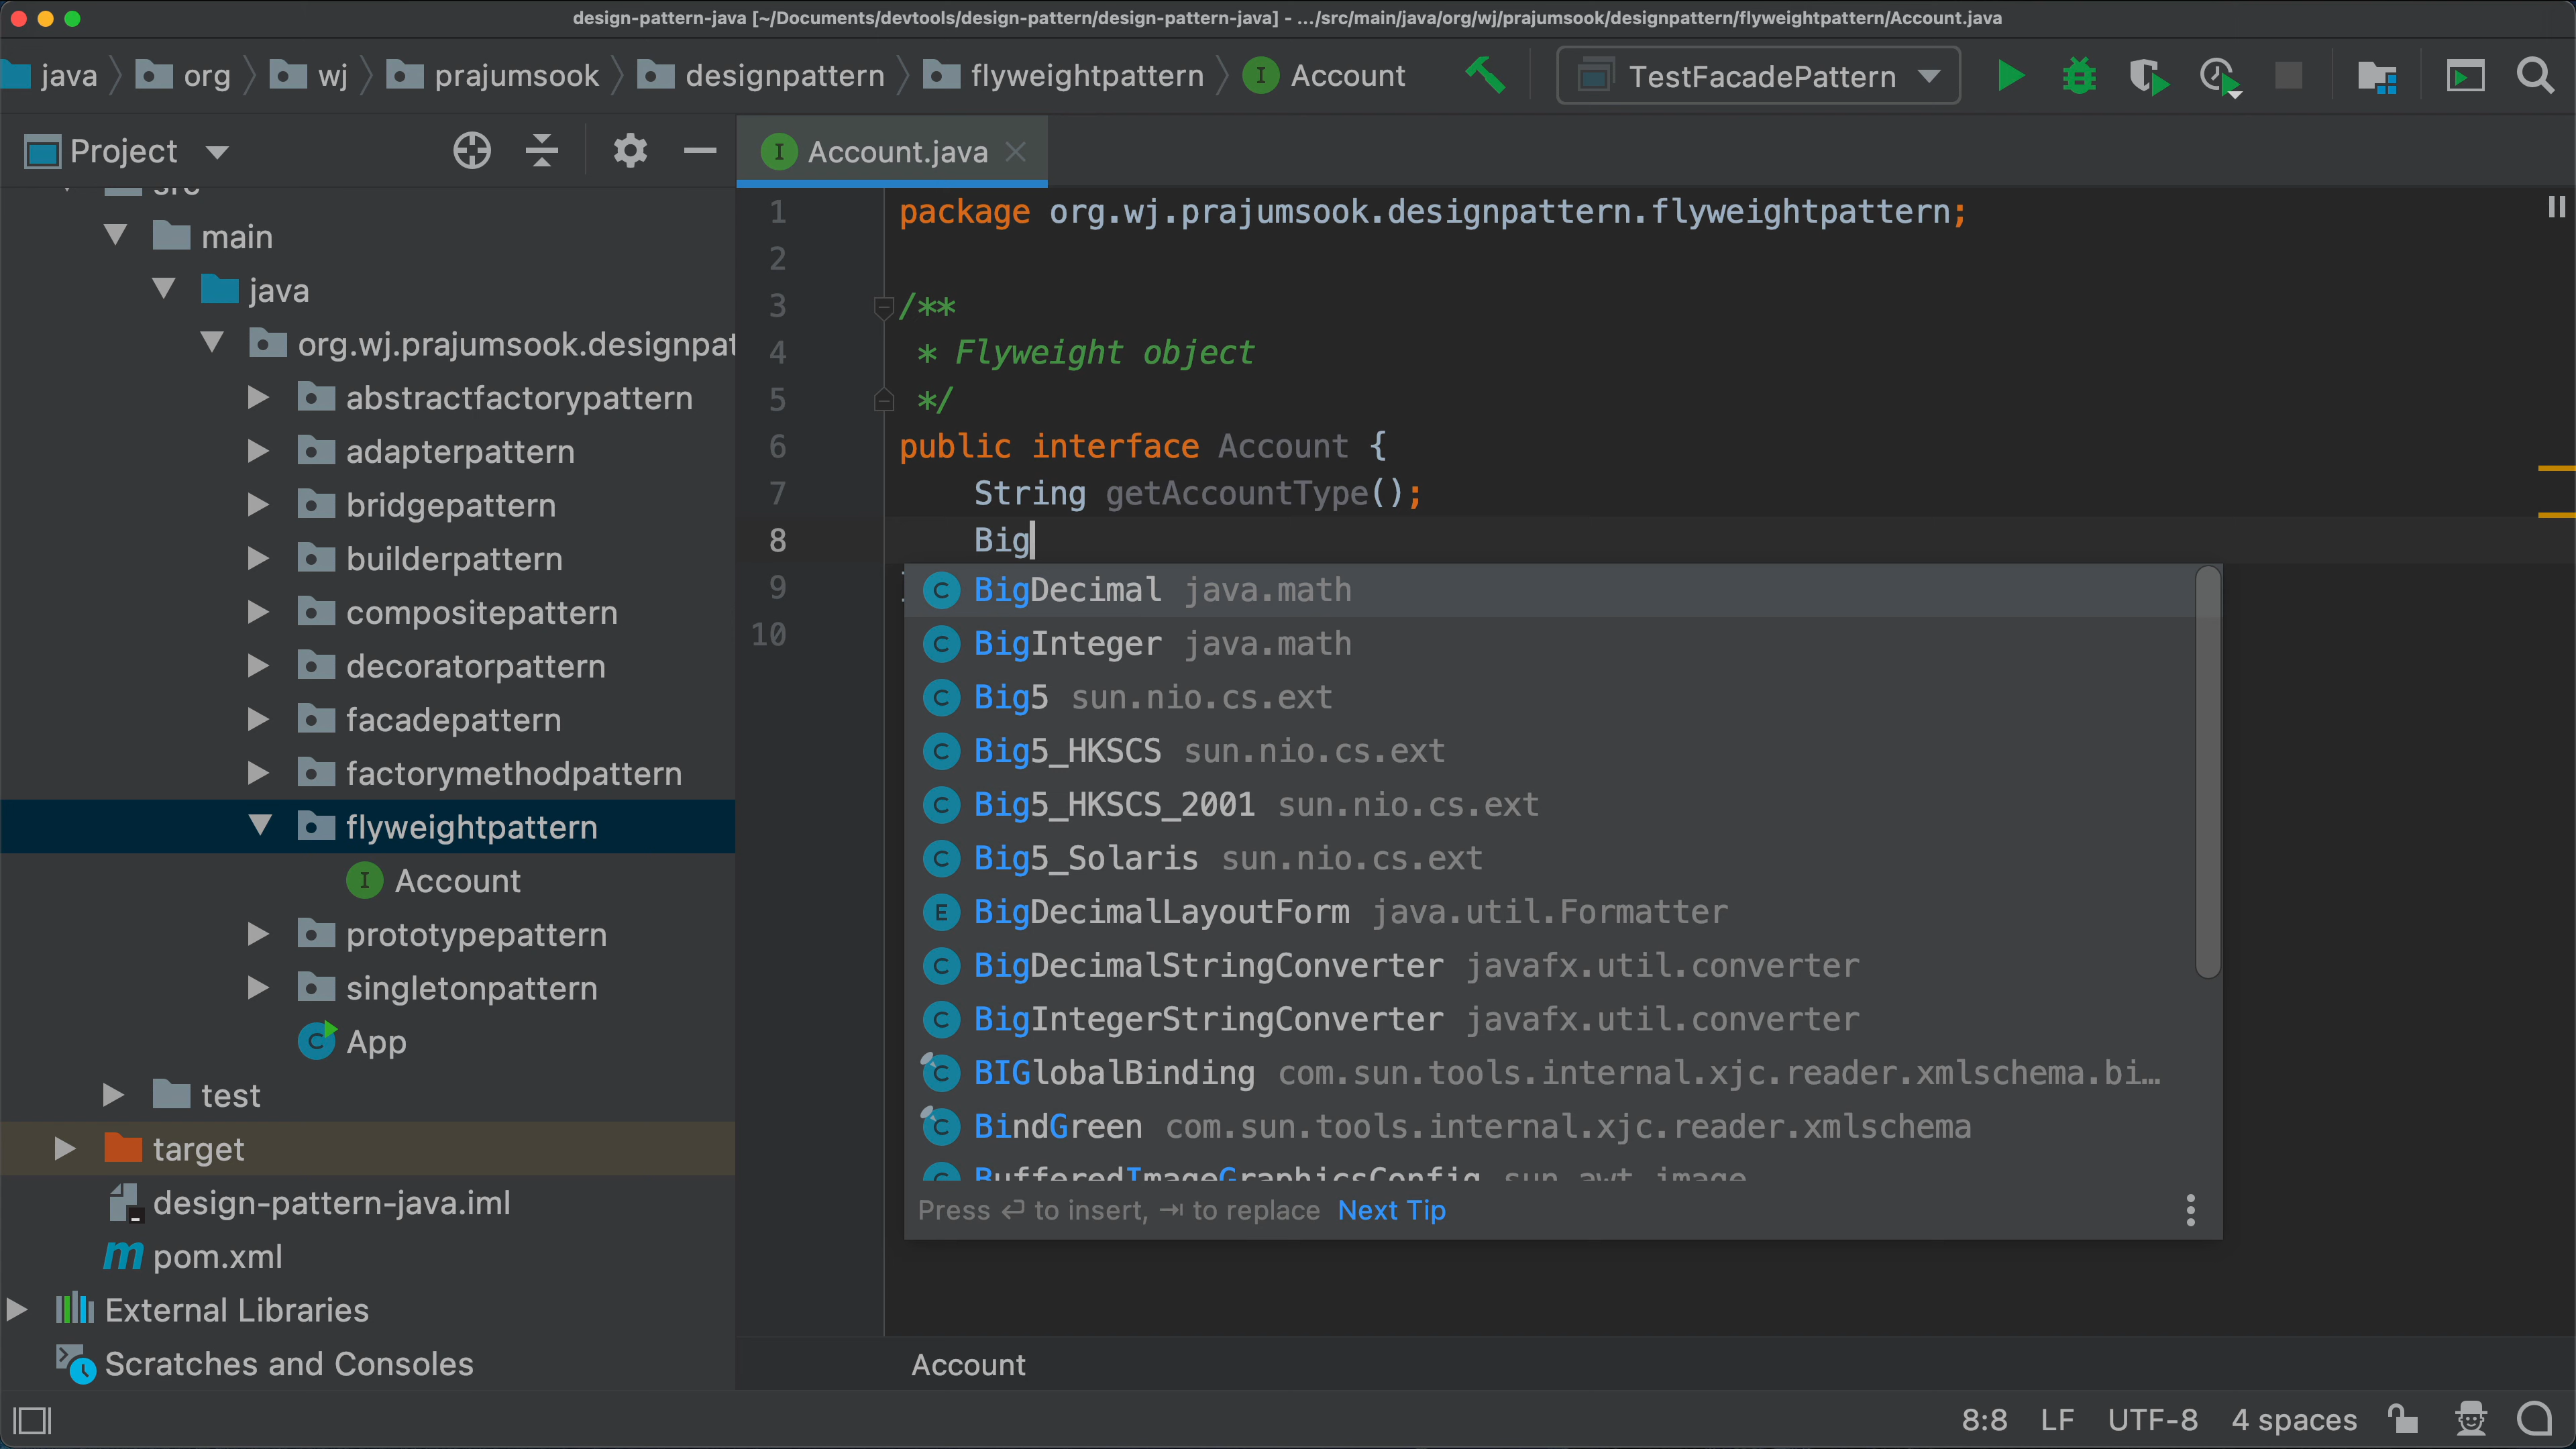 design-pattern-java [~/Documents/devtools/design-pattern/design-pattern-java] - .../src/main/java/org/wj/prajumsook/designpattern/flyweightpattern/Account.java
java org wj prajumsook designpattern flyweightpattern Account TestFacadePattern
Project
Account.java
src
main
java
org.wj.prajumsook.designpat
abstractfactorypattern
adapterpattern
bridgepattern
builderpattern
compositepattern
decoratorpattern
facadepattern
factorymethodpattern
flyweightpattern
Account
prototypepattern
singletonpattern
App
test
target
design-pattern-java.iml
pom.xml
External Libraries
Scratches and Consoles
1 package org.wj.prajumsook.designpattern.flyweightpattern;
2
3 /**
4 * Flyweight object
5 */
6 public interface Account {
7 String getAccountType();
8 Big
9
10
BigDecimal java.math
BigInteger java.math
Big5 sun.nio.cs.ext
Big5_HKSCS sun.nio.cs.ext
Big5_HKSCS_2001 sun.nio.cs.ext
Big5_Solaris sun.nio.cs.ext
BigDecimalLayoutForm java.util.Formatter
BigDecimalStringConverter javafx.util.converter
BigIntegerStringConverter javafx.util.converter
BIGlobalBinding com.sun.tools.internal.xjc.reader.xmlschema.bi…
BindGreen com.sun.tools.internal.xjc.reader.xmlschema
BufferedImageGraphicsConfig sun.awt.image
Press ⏎ to insert, ⇥ to replace Next Tip
Account
8:8 LF UTF-8 4 spaces